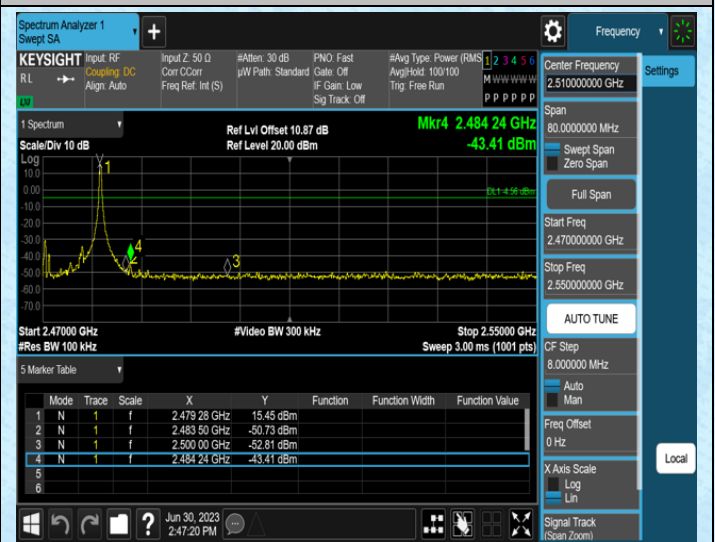 Spectrum Analyzer 1
Swept SA
+
Frequency
KEYSIGHT
RL
LXI
Input: RF
Coupling: DC
Align: Auto
Input Z: 50 Ω
Corr CCorr
Freq Ref: Int (S)
#Atten: 30 dB
µW Path: Standard
PNO: Fast
Gate: Off
IF Gain: Low
Sig Track: Off
#Avg Type: Power (RMS
Avg|Hold: 100/100
Trig: Free Run
1 2 3 4 5 6
M W W W W W
P P P P P P
1 Spectrum
Scale/Div 10 dB
Ref Lvl Offset 10.87 dB
Ref Level 20.00 dBm
Mkr4 2.484 24 GHz
-43.41 dBm
Log
10.0
0.00
-10.0
-20.0
-30.0
-40.0
-50.0
-60.0
-70.0
1
4
2
3
DL1 -4.56 dBm
Start 2.47000 GHz
#Res BW 100 kHz
#Video BW 300 kHz
Stop 2.55000 GHz
Sweep 3.00 ms (1001 pts)
5 Marker Table
Mode Trace Scale X Y Function Function Width Function Value
1 N 1 f 2.479 28 GHz 15.45 dBm
2 N 1 f 2.483 50 GHz -50.73 dBm
3 N 1 f 2.500 00 GHz -52.81 dBm
4 N 1 f 2.484 24 GHz -43.41 dBm
5
6
?
Jun 30, 2023
2:47:20 PM
Center Frequency
2.510000000 GHz
Settings
Span
80.0000000 MHz
Swept Span
Zero Span
Full Span
Start Freq
2.470000000 GHz
Stop Freq
2.550000000 GHz
AUTO TUNE
CF Step
8.000000 MHz
Auto
Man
Freq Offset
0 Hz
Local
X Axis Scale
Log
Lin
Signal Track
(Span Zoom)